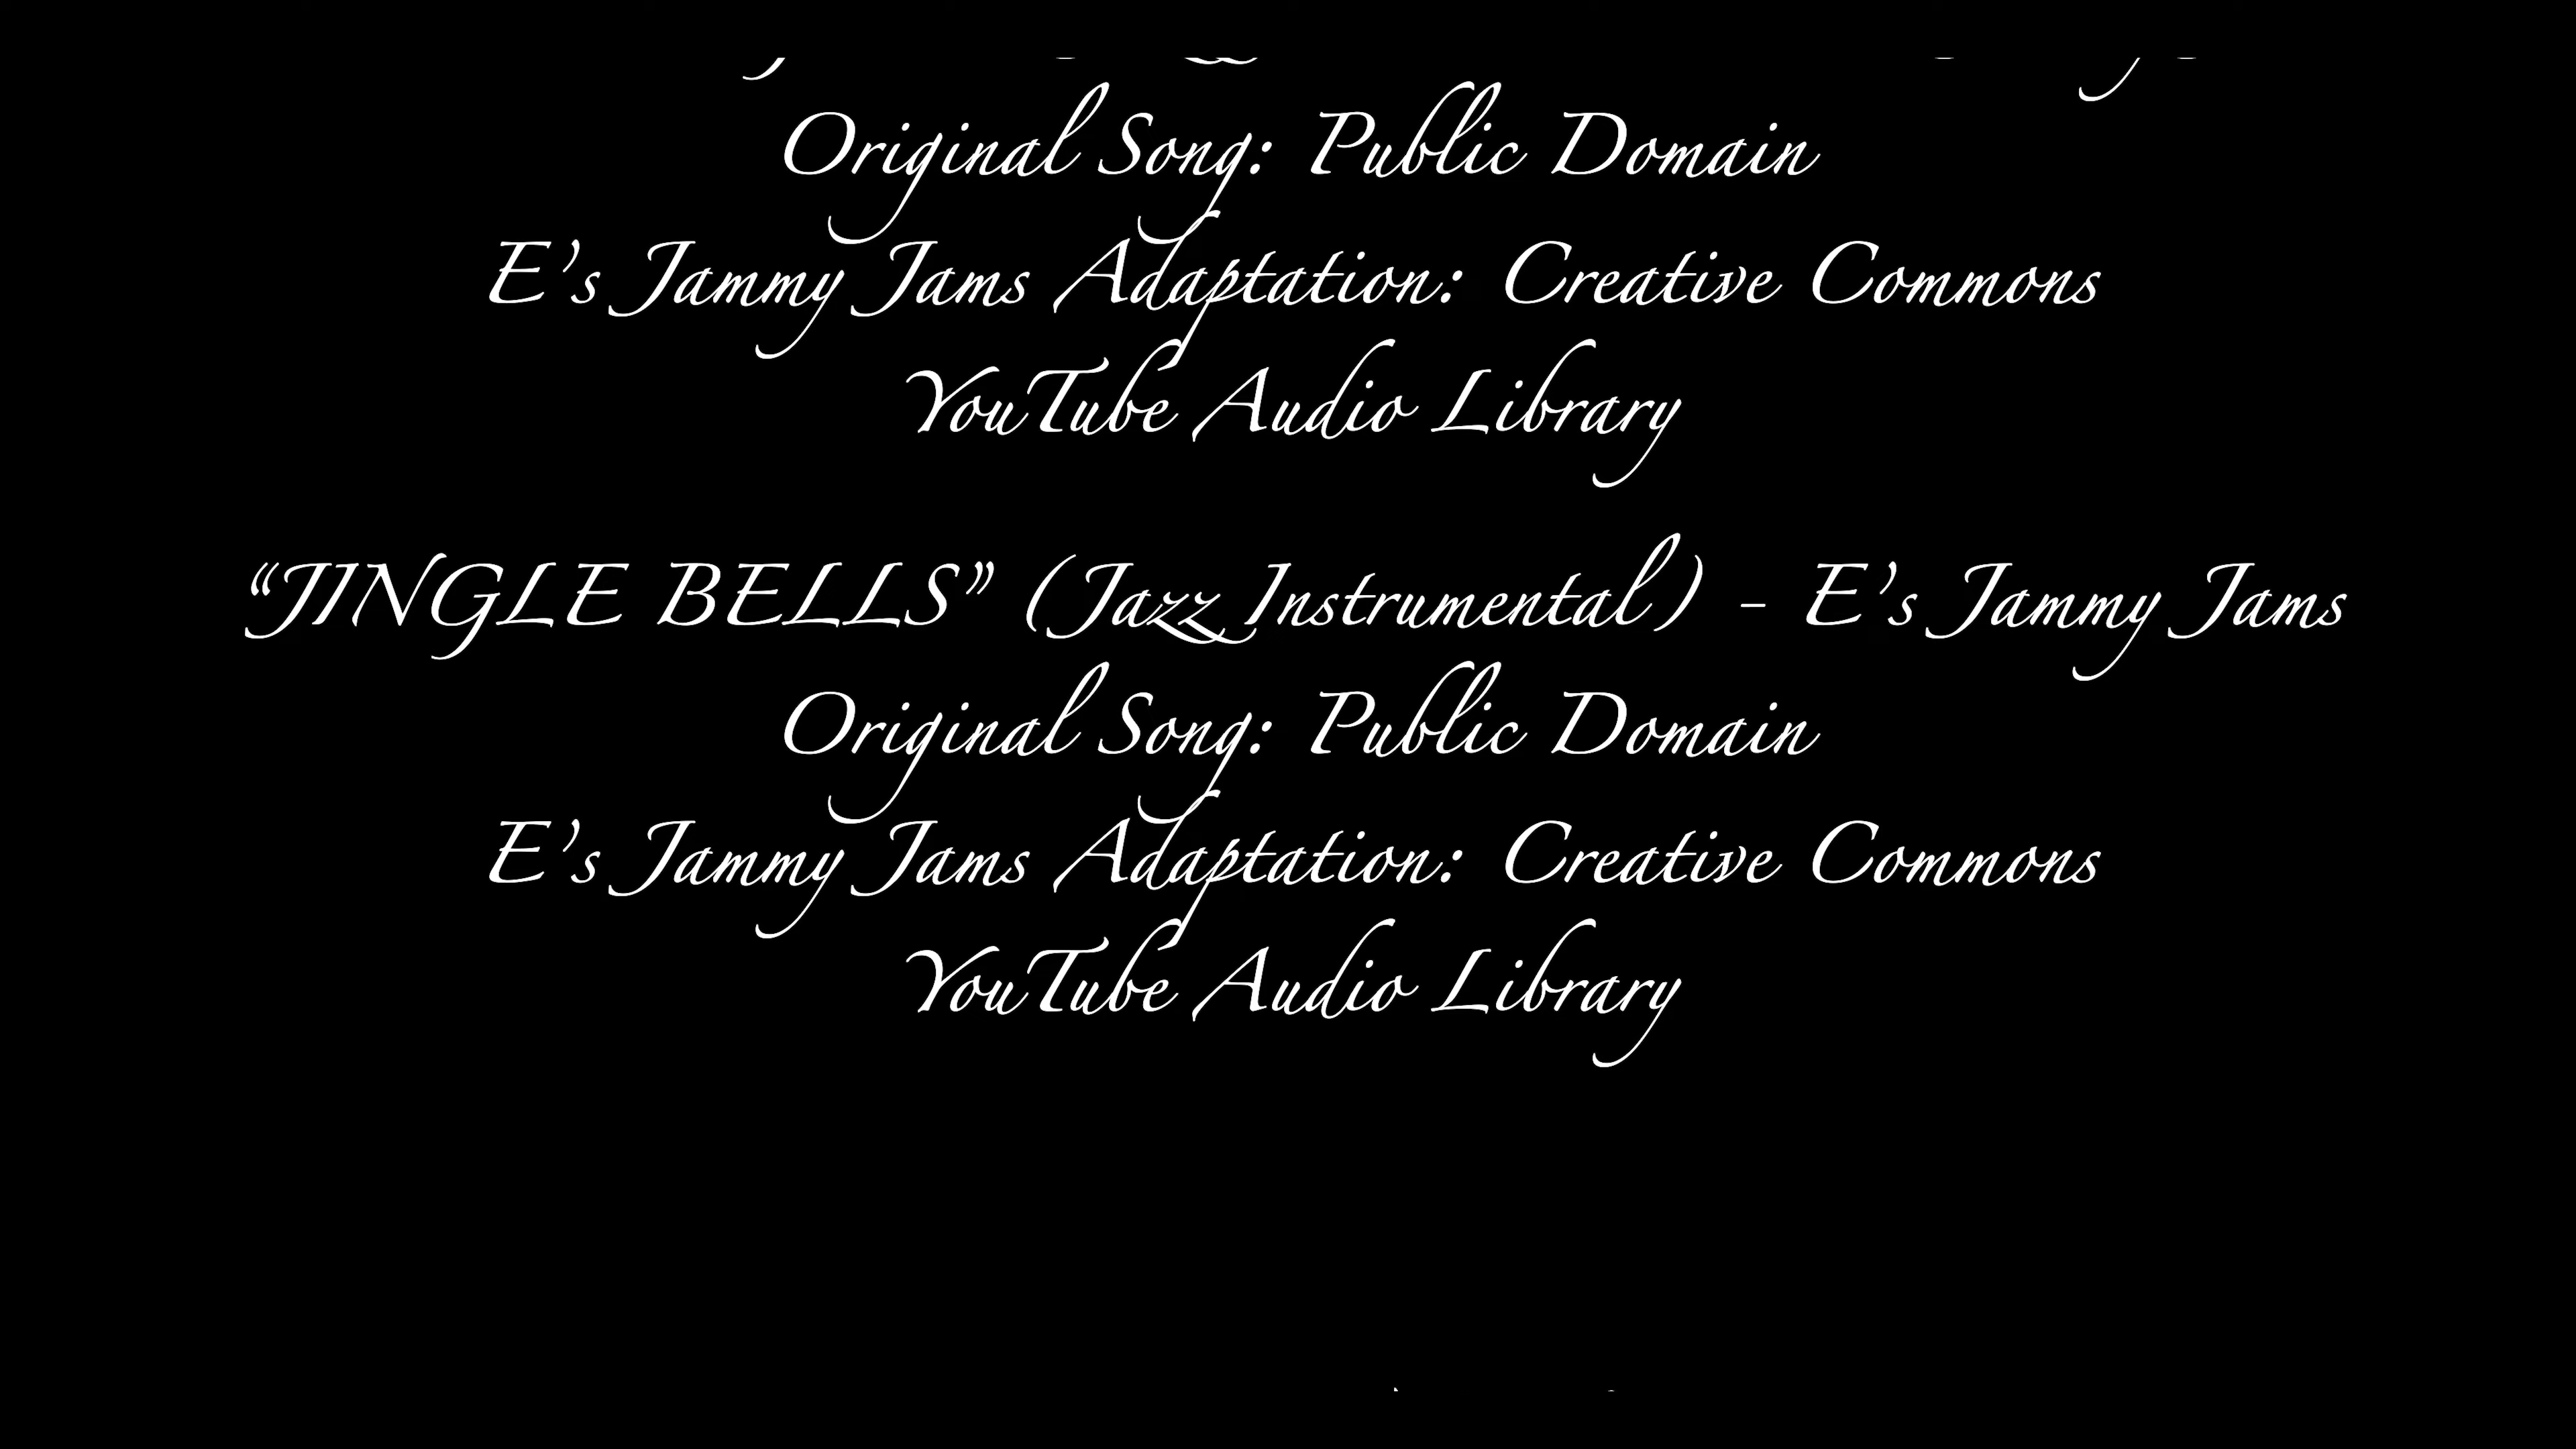 Original Song: Public Domain
E's Jammy Jams Adaptation: Creative Commons
YouTube Audio Library
“JINGLE BELLS” (Jazz Instrumental) - E's Jammy Jams
Original Song: Public Domain
E's Jammy Jams Adaptation: Creative Commons
YouTube Audio Library